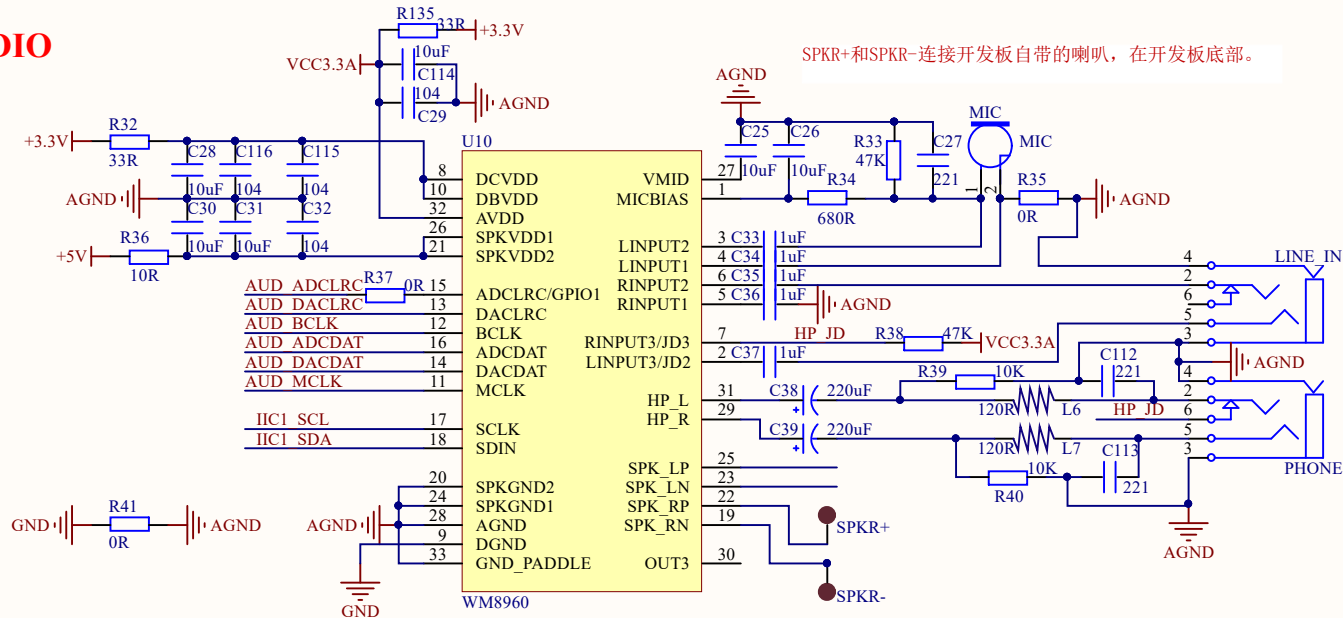 DIO
SPKR+和SPKR-连接开发板自带的喇叭，在开发板底部。
R135
33R
+3.3V
VCC3.3A
10uF
C114
104
C29
AGND
R32
+3.3V
33R
C28
C116
C115
10uF
104
104
AGND
C30
C31
C32
10uF
10uF
104
R36
+5V
10R
AUD_ADCLRC
R37
0R
AUD_DACLRC
AUD_BCLK
AUD_ADCDAT
AUD_DACDAT
AUD_MCLK
IIC1_SCL
IIC1_SDA
R41
GND
AGND
0R
AGND
GND
U10
8
DCVDD
10
DBVDD
32
AVDD
26
SPKVDD1
21
SPKVDD2
15
ADCLRC/GPIO1
13
DACLRC
12
BCLK
16
ADCDAT
14
DACDAT
11
MCLK
17
SCLK
18
SDIN
20
SPKGND2
24
SPKGND1
28
AGND
9
DGND
33
GND_PADDLE
WM8960
VMID
27
MICBIAS
1
LINPUT2
3
LINPUT1
4
RINPUT2
6
RINPUT1
5
RINPUT3/JD3
7
LINPUT3/JD2
2
HP_L
31
HP_R
29
SPK_LP
25
SPK_LN
23
SPK_RP
22
SPK_RN
19
OUT3
30
AGND
C25
C26
10uF
10uF
R33
47K
C27
221
R34
680R
MIC
MIC
1
2
R35
0R
AGND
C33
1uF
C34
1uF
C35
1uF
C36
1uF
AGND
HP_JD
R38
47K
VCC3.3A
C37
1uF
R39
10K
C112
221
C38
220uF
120R
L6
HP_JD
C39
220uF
120R
L7
C113
10K
R40
221
SPKR+
SPKR-
LINE_IN
4
2
6
5
3
AGND
4
2
6
5
3
PHONE
AGND